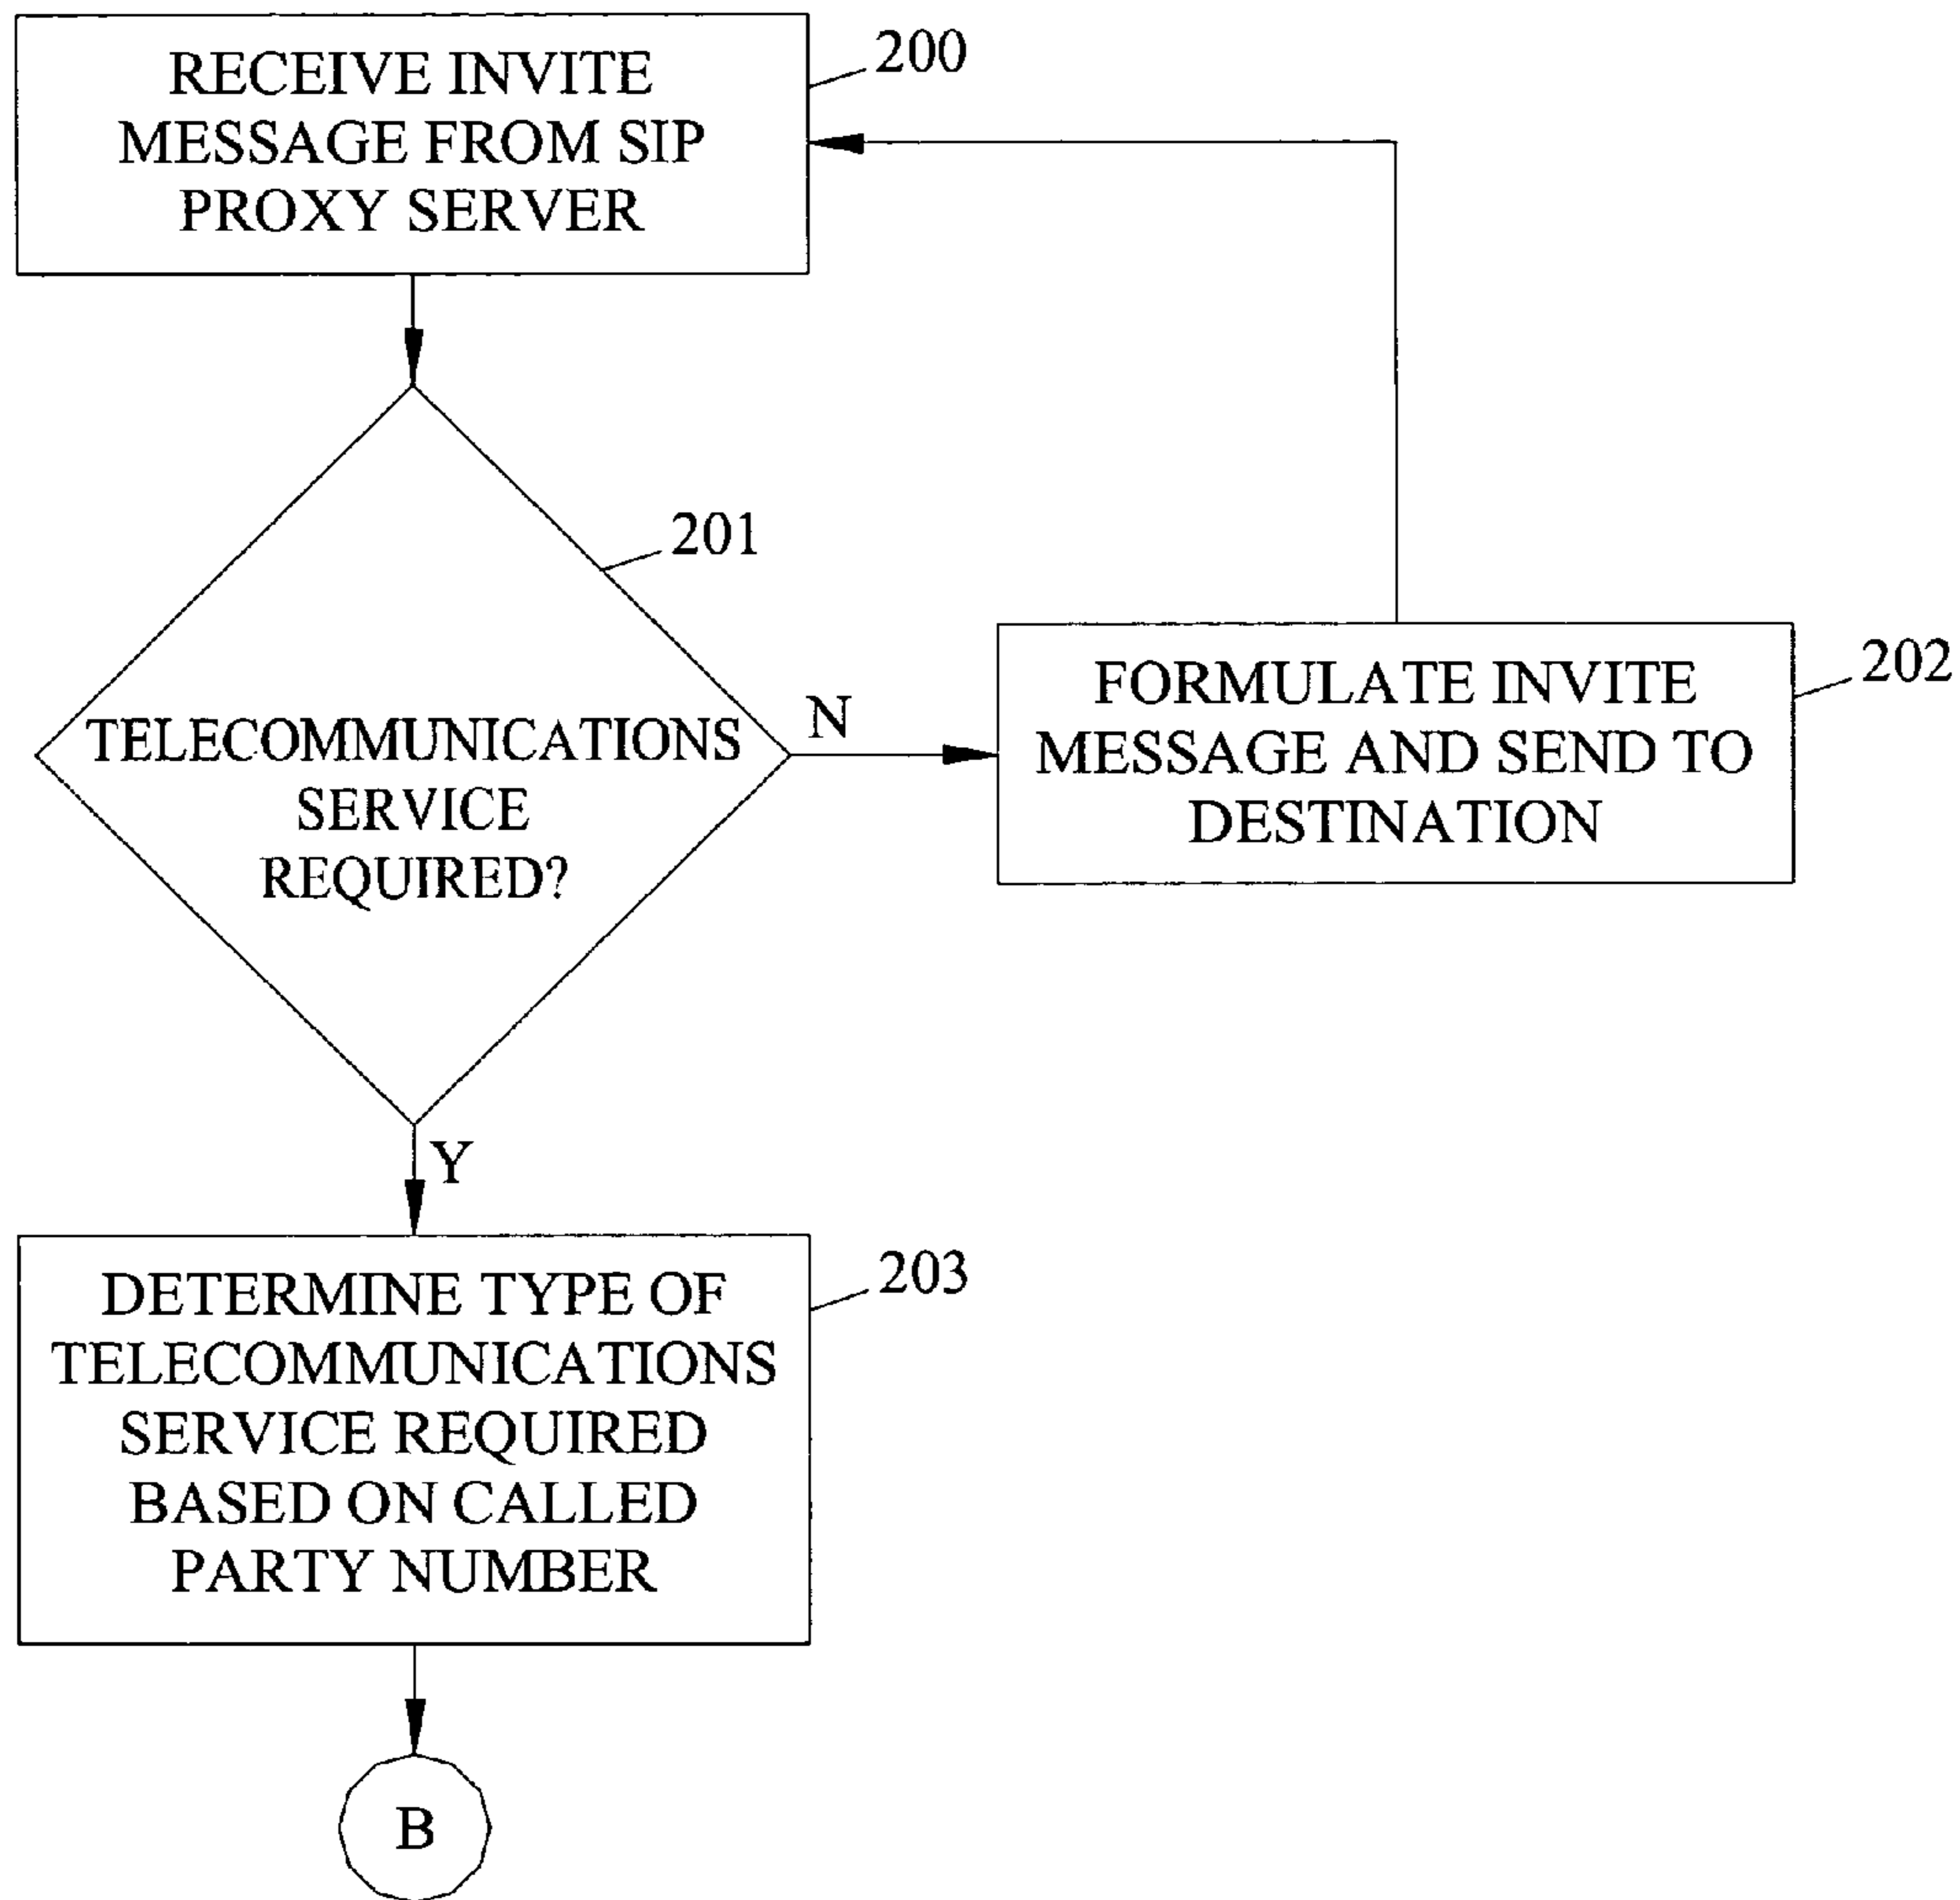 RECEIVE INVITE
MESSAGE FROM SIP
PROXY SERVER
200
201
TELECOMMUNICATIONS
SERVICE
REQUIRED?
N
FORMULATE INVITE
MESSAGE AND SEND TO
DESTINATION
202
Y
DETERMINE TYPE OF
TELECOMMUNICATIONS
SERVICE REQUIRED
BASED ON CALLED
PARTY NUMBER
203
B